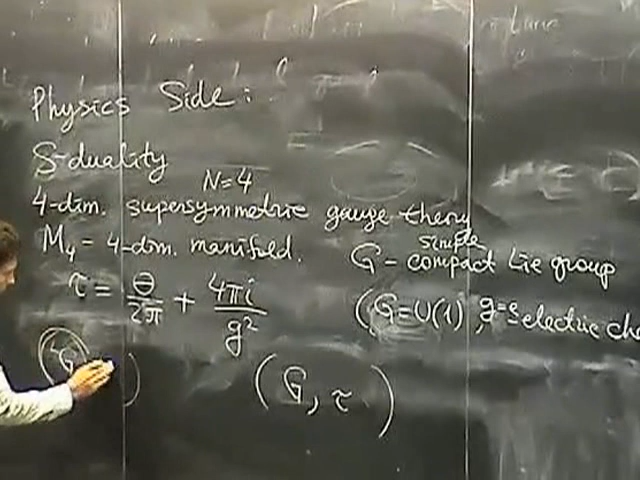 Physics Side:
S-duality
N=4
4-dim. supersymmetric gauge theory
M₄ = 4-dim. manifold.
simple
G - compact Lie group
τ = θ/2π + 4πi/g²
(G=U(1), g= electric
(G
(G, τ)